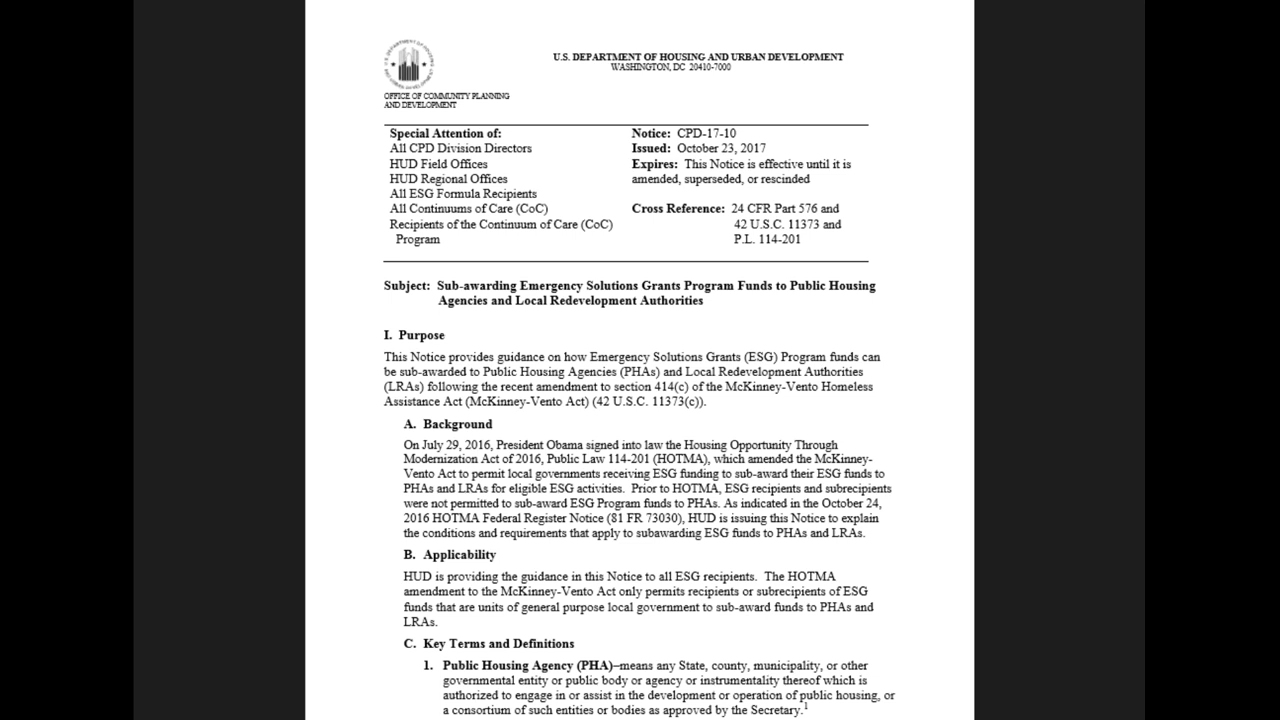 U.S. DEPARTMENT OF HOUSING AND URBAN DEVELOPMENT
WASHINGTON, DC 20410-7000
OFFICE OF COMMUNITY PLANNING
AND DEVELOPMENT
Special Attention of:
All CPD Division Directors
HUD Field Offices
HUD Regional Offices
All ESG Formula Recipients
All Continuums of Care (CoC)
Recipients of the Continuum of Care (CoC)
Program
Notice: CPD-17-10
Issued: October 23, 2017
Expires: This Notice is effective until it is
amended, superseded, or rescinded
Cross Reference: 24 CFR Part 576 and
42 U.S.C. 11373 and
P.L. 114-201
Subject: Sub-awarding Emergency Solutions Grants Program Funds to Public Housing
Agencies and Local Redevelopment Authorities
I. Purpose
This Notice provides guidance on how Emergency Solutions Grants (ESG) Program funds can
be sub-awarded to Public Housing Agencies (PHAs) and Local Redevelopment Authorities
(LRAs) following the recent amendment to section 414(c) of the McKinney-Vento Homeless
Assistance Act (McKinney-Vento Act) (42 U.S.C. 11373(c)).
A. Background
On July 29, 2016, President Obama signed into law the Housing Opportunity Through
Modernization Act of 2016, Public Law 114-201 (HOTMA), which amended the McKinney-
Vento Act to permit local governments receiving ESG funding to sub-award their ESG funds to
PHAs and LRAs for eligible ESG activities. Prior to HOTMA, ESG recipients and subrecipients
were not permitted to sub-award ESG Program funds to PHAs. As indicated in the October 24,
2016 HOTMA Federal Register Notice (81 FR 73030), HUD is issuing this Notice to explain
the conditions and requirements that apply to subawarding ESG funds to PHAs and LRAs.
B. Applicability
HUD is providing the guidance in this Notice to all ESG recipients. The HOTMA
amendment to the McKinney-Vento Act only permits recipients or subrecipients of ESG
funds that are units of general purpose local government to sub-award funds to PHAs and
LRAs.
C. Key Terms and Definitions
1. Public Housing Agency (PHA)–means any State, county, municipality, or other
governmental entity or public body or agency or instrumentality thereof which is
authorized to engage in or assist in the development or operation of public housing, or
a consortium of such entities or bodies as approved by the Secretary.1